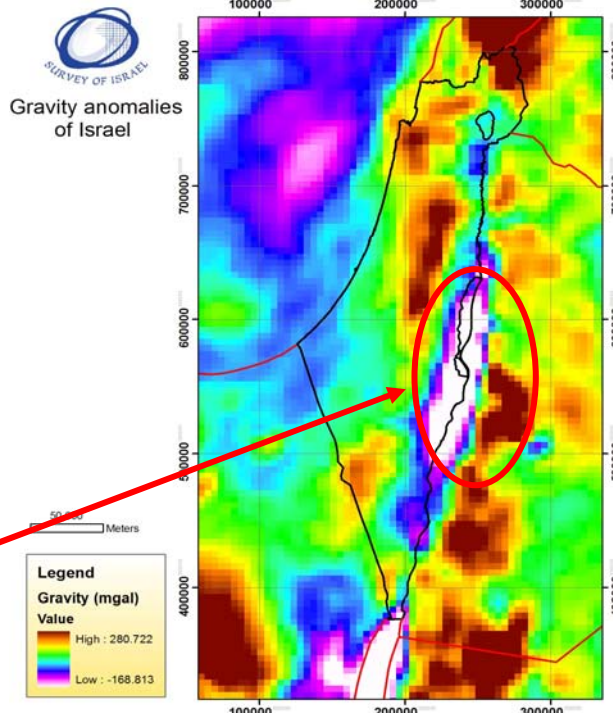 SURVEY OF ISRAEL
Gravity anomalies
of Israel
100000 200000 300000
800000
700000
600000
500000
400000
Meters
Legend
Gravity (mgal)
Value
High : 280.722
Low : -168.813
100000 200000 300000